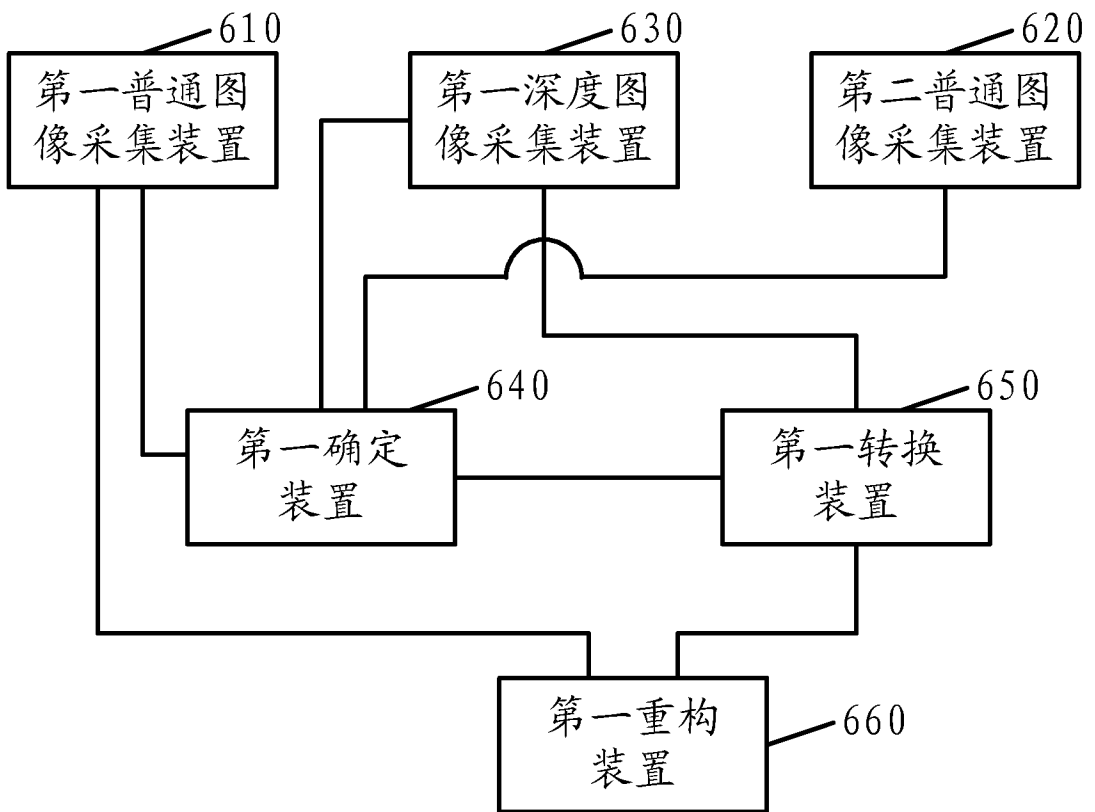 610
630
620
第一普通图
像采集装置
第一深度图
像采集装置
第二普通图
像采集装置
640
650
第一确定
装置
第一转换
装置
第一重构
装置
660